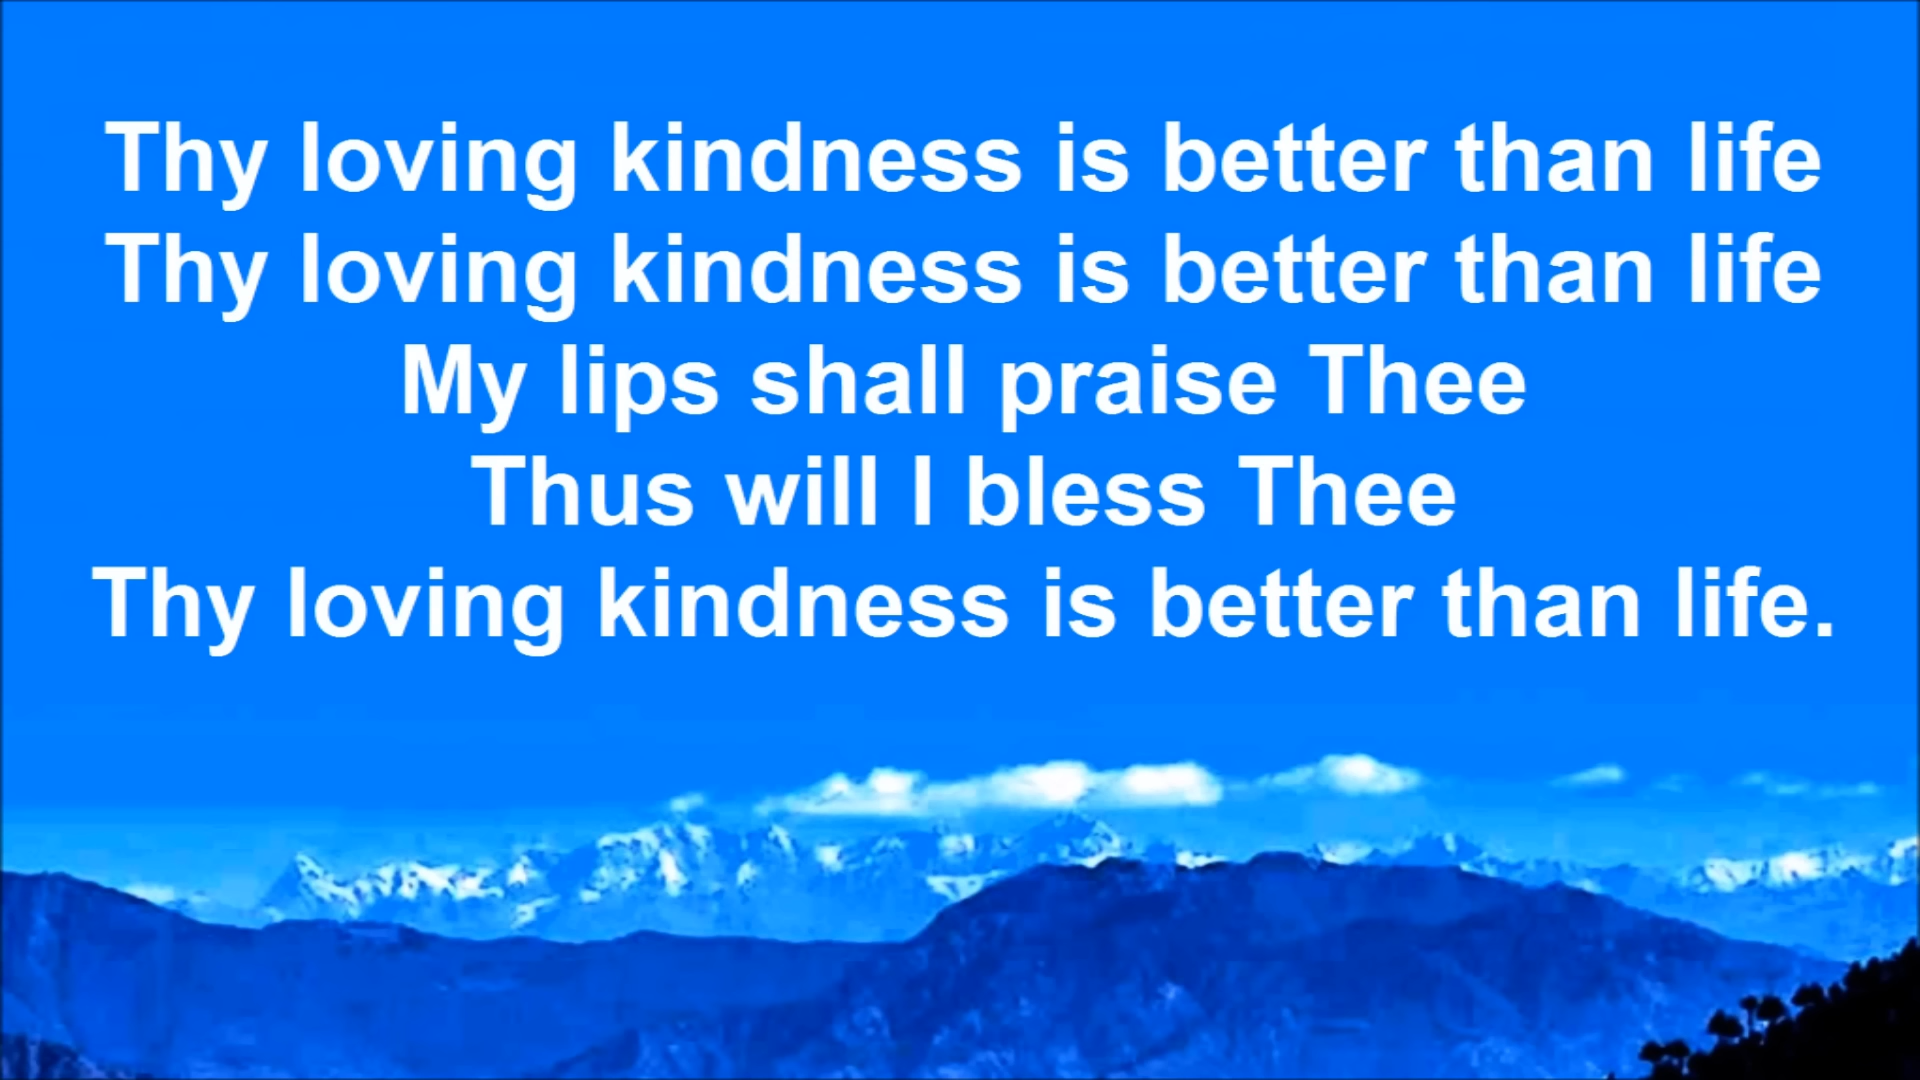 Thy loving kindness is better than life
Thy loving kindness is better than life
My lips shall praise Thee
Thus will I bless Thee
Thy loving kindness is better than life.